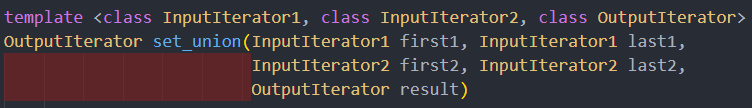 template <class InputIterator1, class InputIterator2, class OutputIterator>
OutputIterator set_union(InputIterator1 first1, InputIterator1 last1,
InputIterator2 first2, InputIterator2 last2,
OutputIterator result)